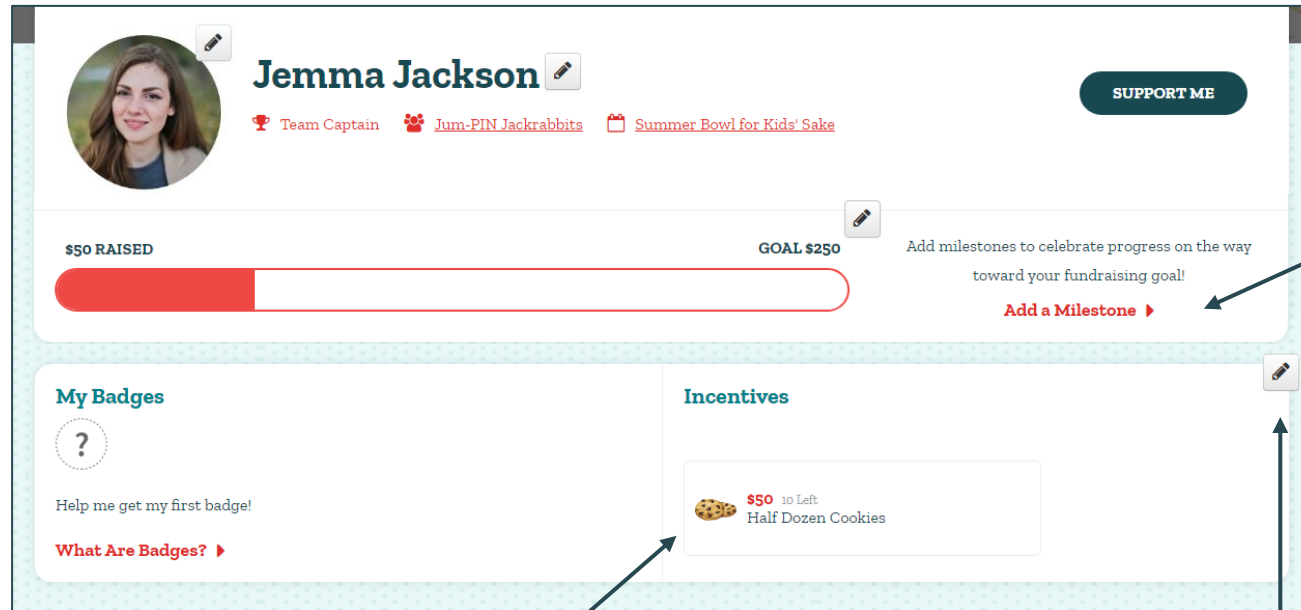 Jemma Jackson
Team Captain Jum-PIN Jackrabbits Summer Bowl for Kids' Sake
SUPPORT ME
$50 RAISED
GOAL $250
Add milestones to celebrate progress on the way
toward your fundraising goal!
Add a Milestone
My Badges
?
Help me get my first badge!
What Are Badges?
Incentives
$50 10 Left
Half Dozen Cookies